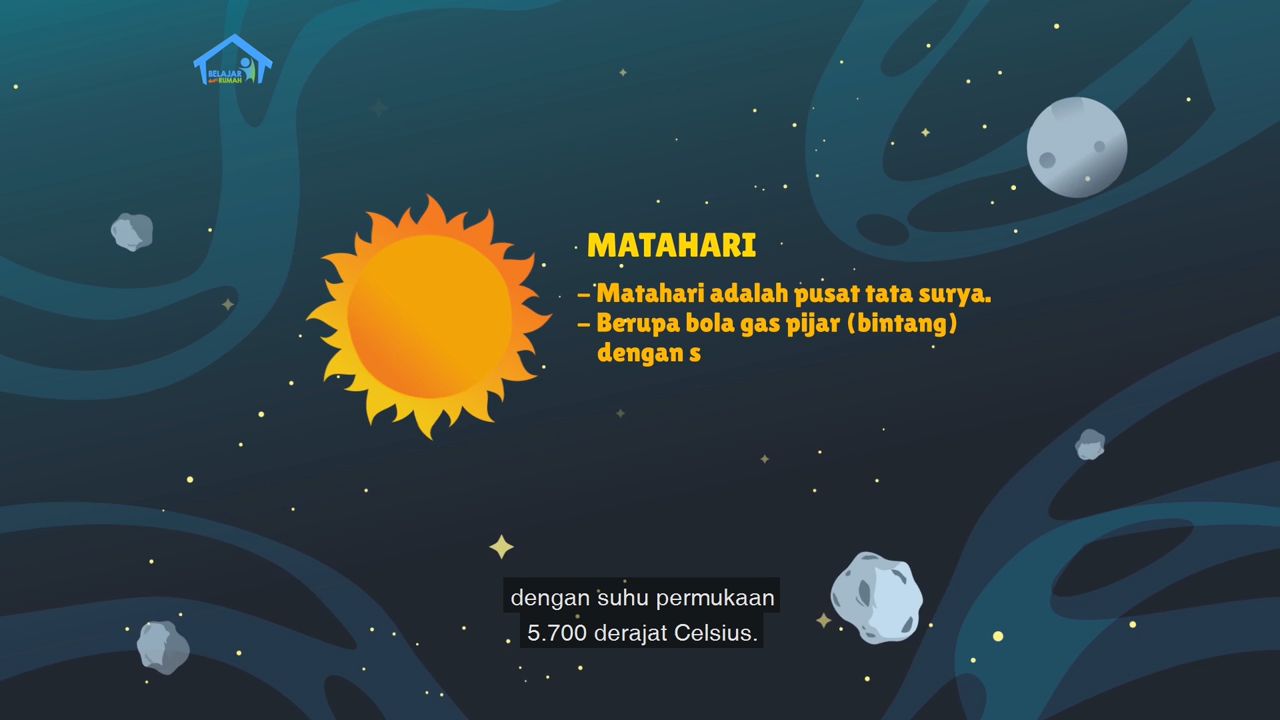 BELAJAR
dari RUMAH
MATAHARI
– Matahari adalah pusat tata surya.
– Berupa bola gas pijar (bintang)
dengan s
dengan suhu permukaan
5.700 derajat Celsius.